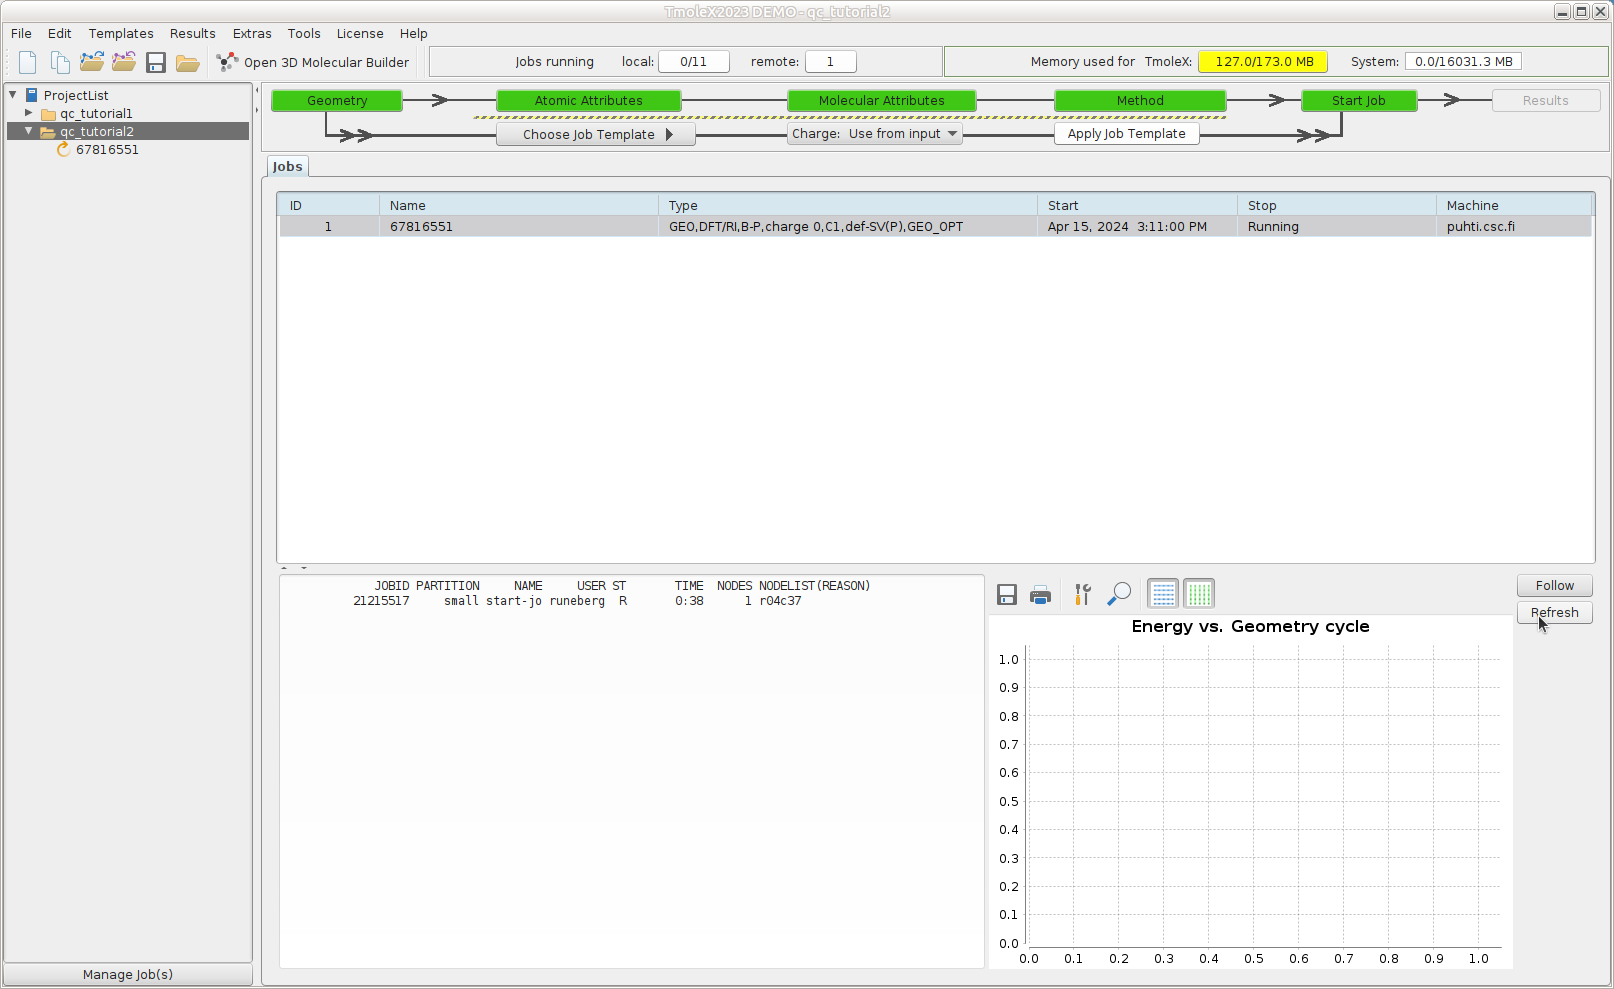 TmoleX2023 DEMO - qc_tutorial2
File Edit Templates Results Extras Tools License Help
Open 3D Molecular Builder Jobs running local: 0/11 remote: 1 Memory used for TmoleX: 127.0/173.0 MB System: 0.0/16031.3 MB
ProjectList
qc_tutorial1
qc_tutorial2
67816551
Manage Job(s)
Geometry Atomic Attributes Molecular Attributes Method Start Job Results
Choose Job Template Charge: Use from input Apply Job Template
Jobs
ID Name Type Start Stop Machine
1 67816551 GEO,DFT/RI,B-P,charge 0,C1,def-SV(P),GEO_OPT Apr 15, 2024 3:11:00 PM Running puhti.csc.fi
JOBID PARTITION NAME USER ST TIME NODES NODELIST(REASON)
21215517 small start-jo runeberg R 0:38 1 r04c37
Follow
Refresh
Energy vs. Geometry cycle
1.0
0.9
0.8
0.7
0.6
0.5
0.4
0.3
0.2
0.1
0.0
0.0 0.1 0.2 0.3 0.4 0.5 0.6 0.7 0.8 0.9 1.0